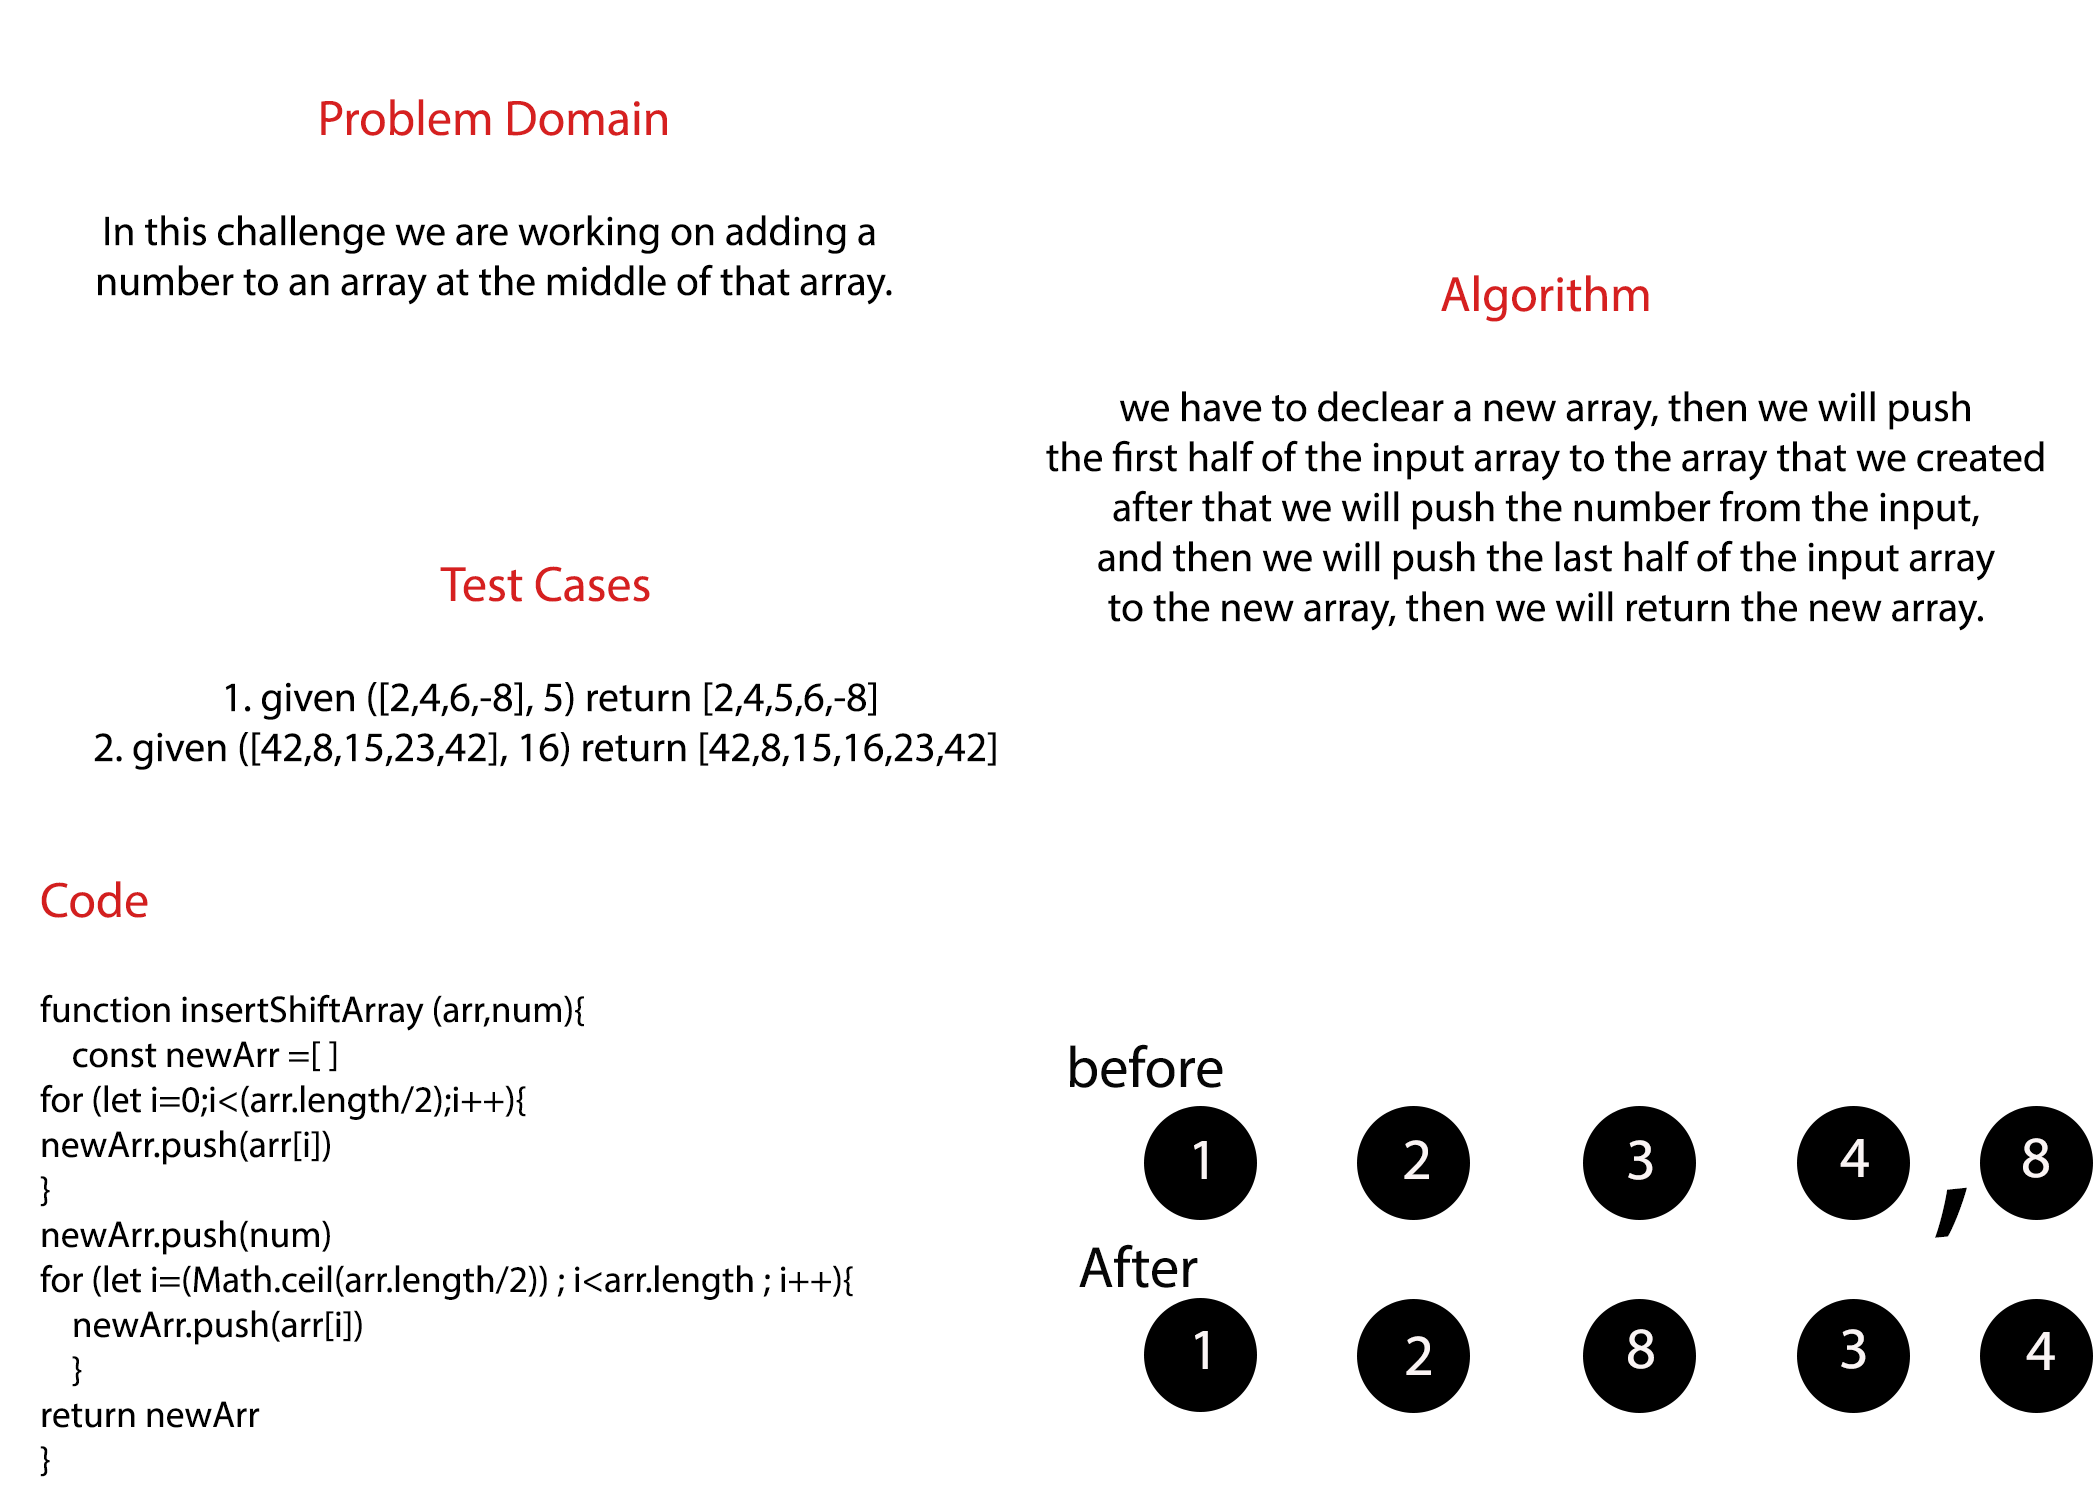 Problem Domain
In this challenge we are working on adding a
number to an array at the middle of that array.
Algorithm
we have to declear a new array, then we will push
the first half of the input array to the array that we created
after that we will push the number from the input,
and then we will push the last half of the input array
to the new array, then we will return the new array.
Test Cases
1. given ([2,4,6,-8], 5) return [2,4,5,6,-8]
2. given ([42,8,15,23,42], 16) return [42,8,15,16,23,42]
Code
function insertShiftArray (arr,num){
const newArr =[ ]
for (let i=0;i<(arr.length/2);i++){
newArr.push(arr[i])
}
newArr.push(num)
for (let i=(Math.ceil(arr.length/2)) ; i<arr.length ; i++){
newArr.push(arr[i])
}
return newArr
}
before
1 2 3 4 , 8
After
1 2 8 3 4